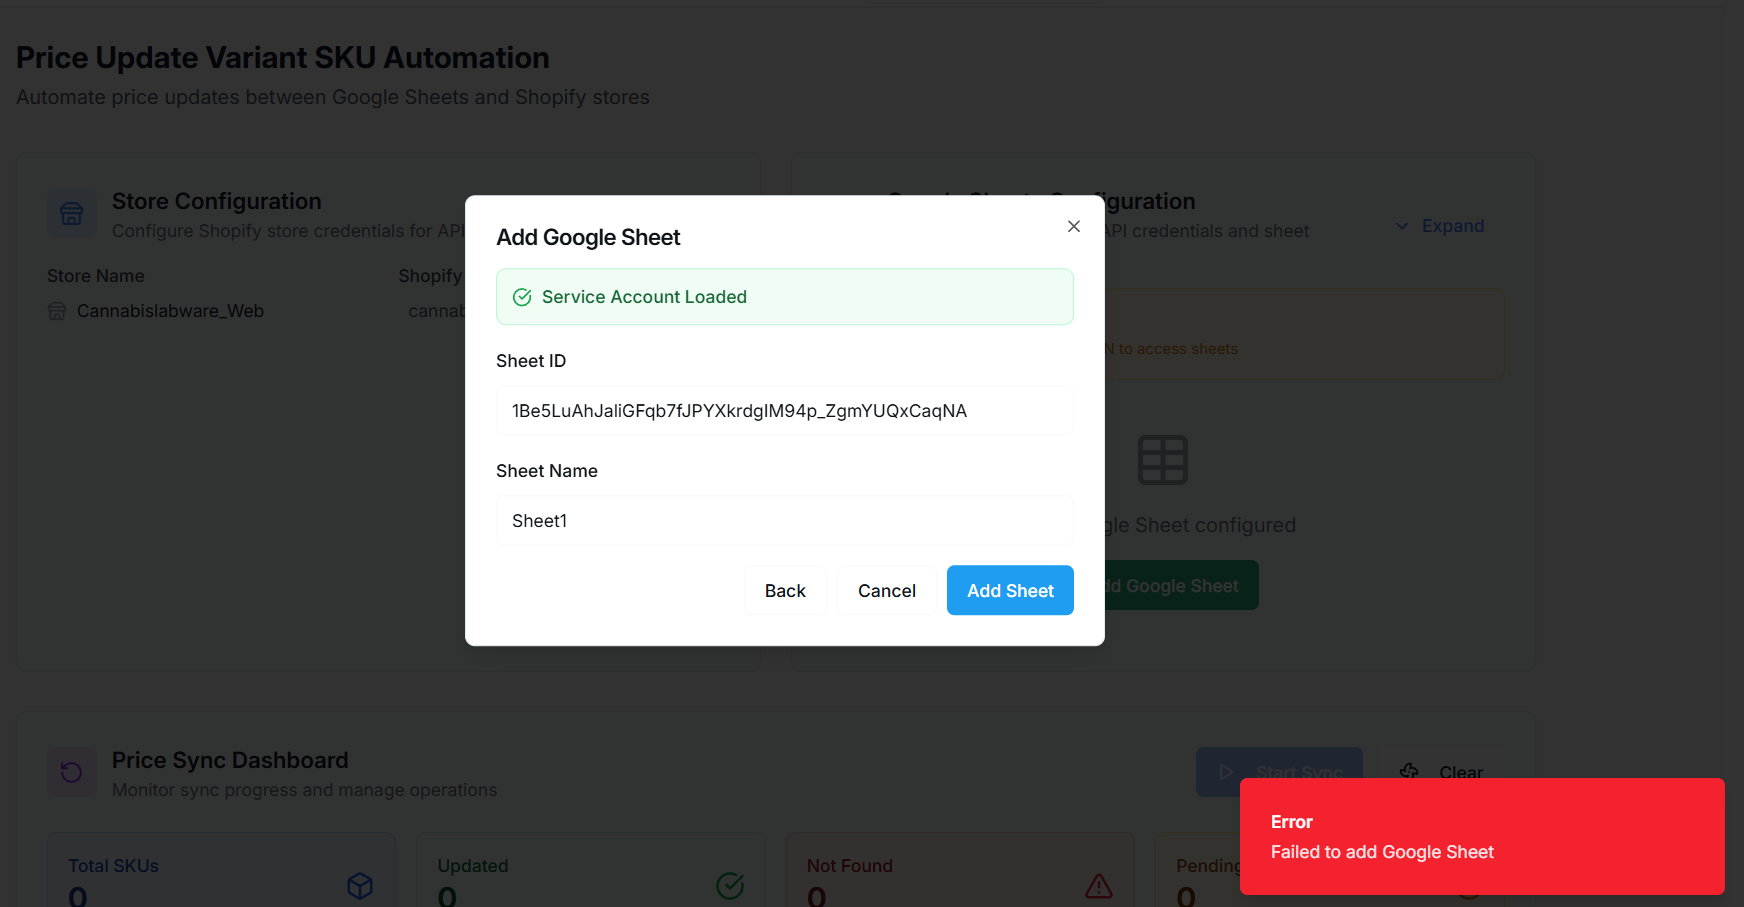 Price Update Variant SKU Automation
Automate price updates between Google Sheets and Shopify stores
Store Configuration
Configure Shopify store credentials for API
Store Name
Shopify
Cannabislabware_Web
cannab
Configuration
API credentials and sheet
Expand
to access sheets
Sheet configured
Google Sheet
Add Google Sheet
Service Account Loaded
Sheet ID
1Be5LuAhJaliGFqb7fJPYXkrdgIM94p_ZgmYUQxCaqNA
Sheet Name
Sheet1
Back
Cancel
Add Sheet
Price Sync Dashboard
Monitor sync progress and manage operations
Start Sync
Clear
Total SKUs
0
Updated
0
Not Found
0
Pending
0
Error
Failed to add Google Sheet